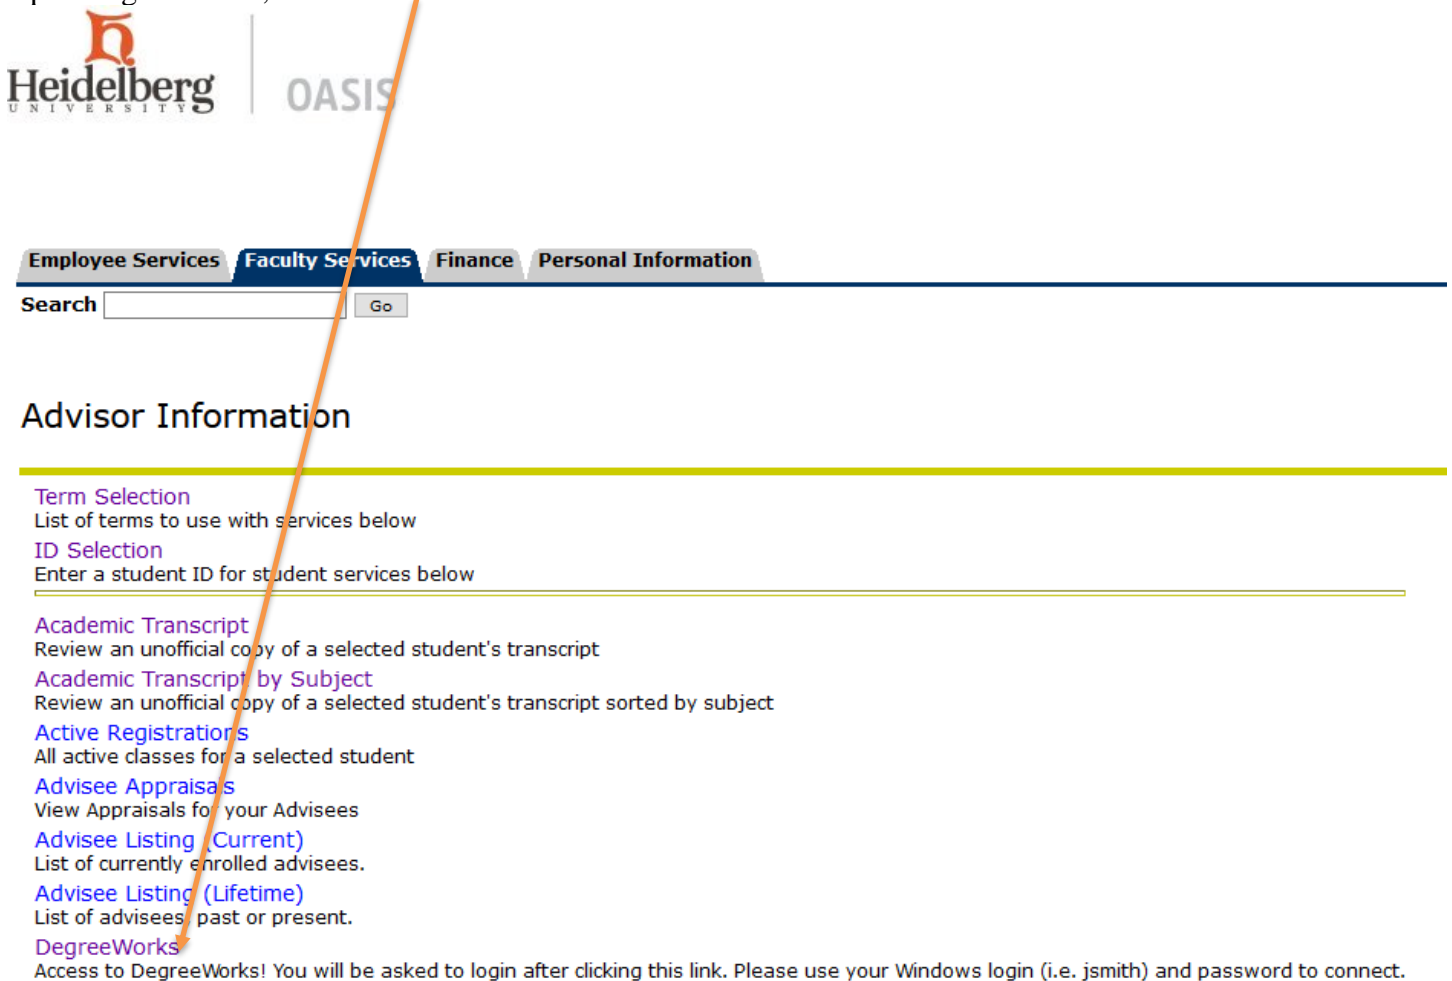 Heidelberg
UNIVERSITY
OASIS
Employee Services Faculty Services Finance Personal Information
Search Go
Advisor Information
Term Selection
List of terms to use with services below
ID Selection
Enter a student ID for student services below
Academic Transcript
Review an unofficial copy of a selected student's transcript
Academic Transcript by Subject
Review an unofficial copy of a selected student's transcript sorted by subject
Active Registrations
All active classes for a selected student
Advisee Appraisals
View Appraisals for your Advisees
Advisee Listing (Current)
List of currently enrolled advisees.
Advisee Listing (Lifetime)
List of advisees, past or present.
DegreeWorks
Access to DegreeWorks! You will be asked to login after clicking this link. Please use your Windows login (i.e. jsmith) and password to connect.